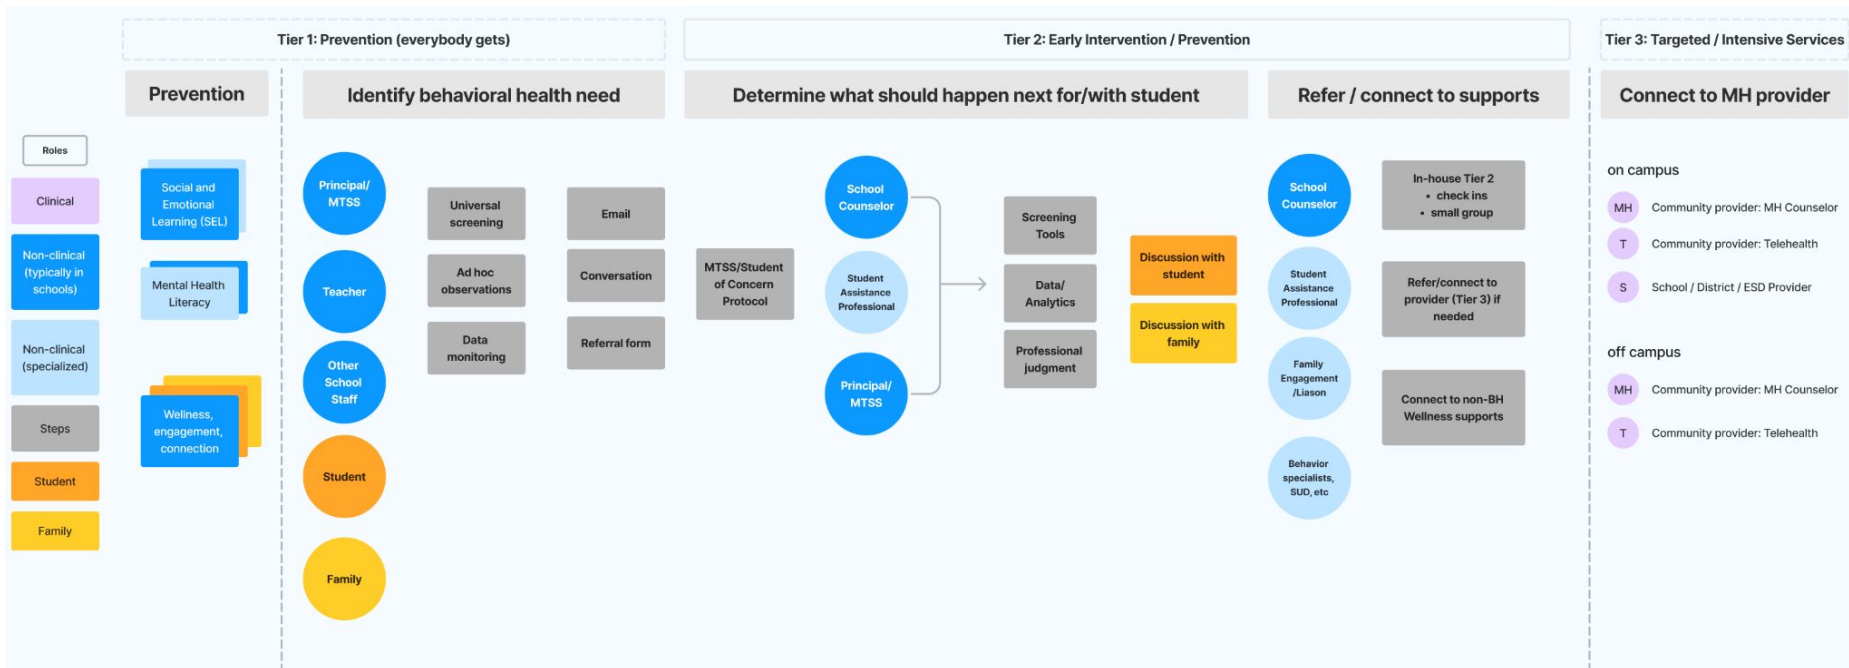 Tier 1: Prevention (everybody gets)
Tier 2: Early Intervention / Prevention
Tier 3: Targeted / Intensive Services
Prevention
Identify behavioral health need
Determine what should happen next for/with student
Refer / connect to supports
Connect to MH provider
Roles
Clinical
Non-clinical
(typically in
schools)
Non-clinical
(specialized)
Steps
Student
Family
Social and
Emotional
Learning (SEL)
Mental Health
Literacy
Wellness,
engagement,
connection
Principal/
MTSS
Teacher
Other
School
Staff
Student
Family
Universal
screening
Ad hoc
observations
Data
monitoring
Email
Conversation
Referral form
MTSS/Student
of Concern
Protocol
School
Counselor
Student
Assistance
Professional
Principal/
MTSS
Screening
Tools
Data/
Analytics
Professional
judgment
Discussion with
student
Discussion with
family
School
Counselor
Student
Assistance
Professional
Family
Engagement
/Liason
Behavior
specialists,
SUD, etc
In-house Tier 2
• check ins
• small group
Refer/connect to
provider (Tier 3) if
needed
Connect to non-BH
Wellness supports
on campus
MH Community provider: MH Counselor
T Community provider: Telehealth
S School / District / ESD Provider
off campus
MH Community provider: MH Counselor
T Community provider: Telehealth